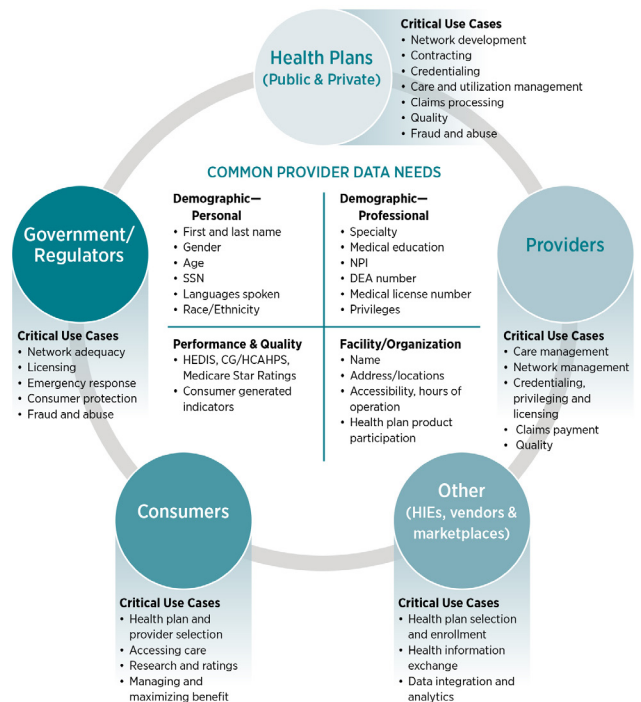 Health Plans
(Public & Private)
Critical Use Cases
• Network development
• Contracting
• Credentialing
• Care and utilization management
• Claims processing
• Quality
• Fraud and abuse
COMMON PROVIDER DATA NEEDS
Demographic—
Personal
• First and last name
• Gender
• Age
• SSN
• Languages spoken
• Race/Ethnicity
Demographic—
Professional
• Specialty
• Medical education
• NPI
• DEA number
• Medical license number
• Privileges
Performance & Quality
• HEDIS, CG/HCAHPS,
Medicare Star Ratings
• Consumer generated
indicators
Facility/Organization
• Name
• Address/locations
• Accessibility, hours of
operation
• Health plan product
participation
Government/
Regulators
Critical Use Cases
• Network adequacy
• Licensing
• Emergency response
• Consumer protection
• Fraud and abuse
Providers
Critical Use Cases
• Care management
• Network management
• Credentialing,
privileging and
licensing
• Claims payment
• Quality
Consumers
Critical Use Cases
• Health plan and
provider selection
• Accessing care
• Research and ratings
• Managing and
maximizing benefit
Other
(HIEs, vendors &
marketplaces)
Critical Use Cases
• Health plan selection
and enrollment
• Health information
exchange
• Data integration and
analytics